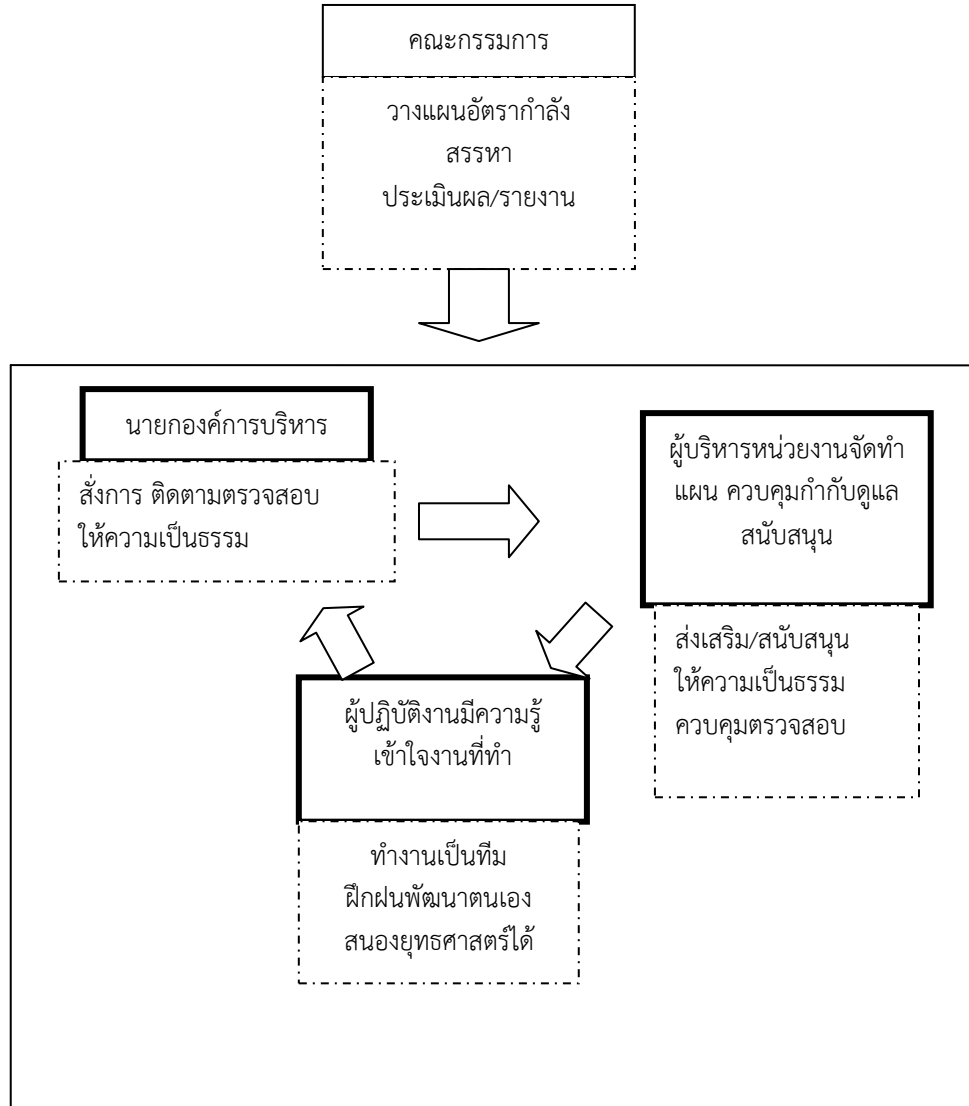 คณะกรรมการ
วางแผนอัตรากำลัง
สรรหา
ประเมินผล/รายงาน
นายกองค์การบริหาร
สั่งการ ติดตามตรวจสอบ
ให้ความเป็นธรรม
ผู้บริหารหน่วยงานจัดทำ
แผน ควบคุมกำกับดูแล
สนับสนุน
ส่งเสริม/สนับสนุน
ให้ความเป็นธรรม
ควบคุมตรวจสอบ
ผู้ปฏิบัติงานมีความรู้
เข้าใจงานที่ทำ
ทำงานเป็นทีม
ฝึกฝนพัฒนาตนเอง
สนองยุทธศาสตร์ได้